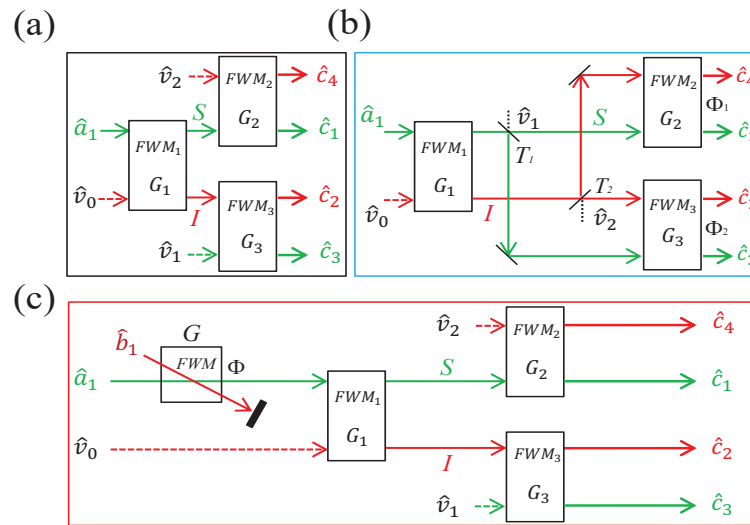 (a)
v̂₂
FWM₂
G₂
ĉ₄
ĉ₁
S
â₁
FWM₁
G₁
v̂₀
I
FWM₃
G₃
ĉ₂
v̂₁
ĉ₃
(b)
â₁
FWM₁
G₁
v̂₀
v̂₁
T₁
S
I
T₂
v̂₂
FWM₂
G₂
Φ₁
ĉ₄
FWM₃
G₃
Φ₂
(c)
G
b̂₁
FWM
Φ
â₁
v̂₀
FWM₁
G₁
S
I
v̂₂
FWM₂
G₂
ĉ₄
ĉ₁
FWM₃
G₃
ĉ₂
v̂₁
ĉ₃